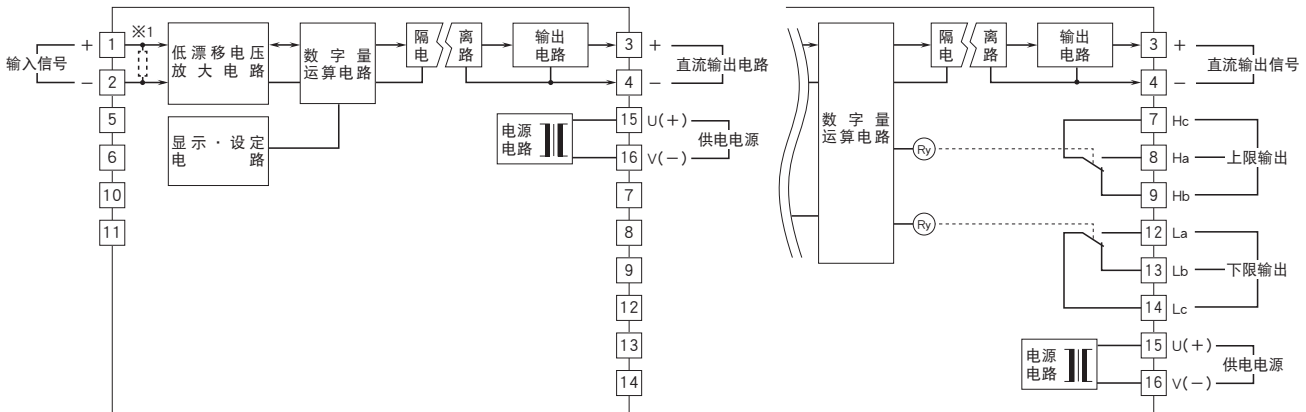 ※1
输入信号
+
−
1
2
5
6
10
11
低漂移电压
放大电路
数字量
运算电路
显示・设定
电路
隔离
电路
输出
电路
3 +
4 −
直流输出电路
电源
电路
15 U(+)
16 V(−)
供电电源
7
8
9
12
13
14
数字量
运算电路
隔离
电路
输出
电路
3 +
4 −
直流输出信号
Ry
7 Hc
8 Ha
9 Hb
上限输出
Ry
12 La
13 Lb
14 Lc
下限输出
电源
电路
15 U(+)
16 V(−)
供电电源